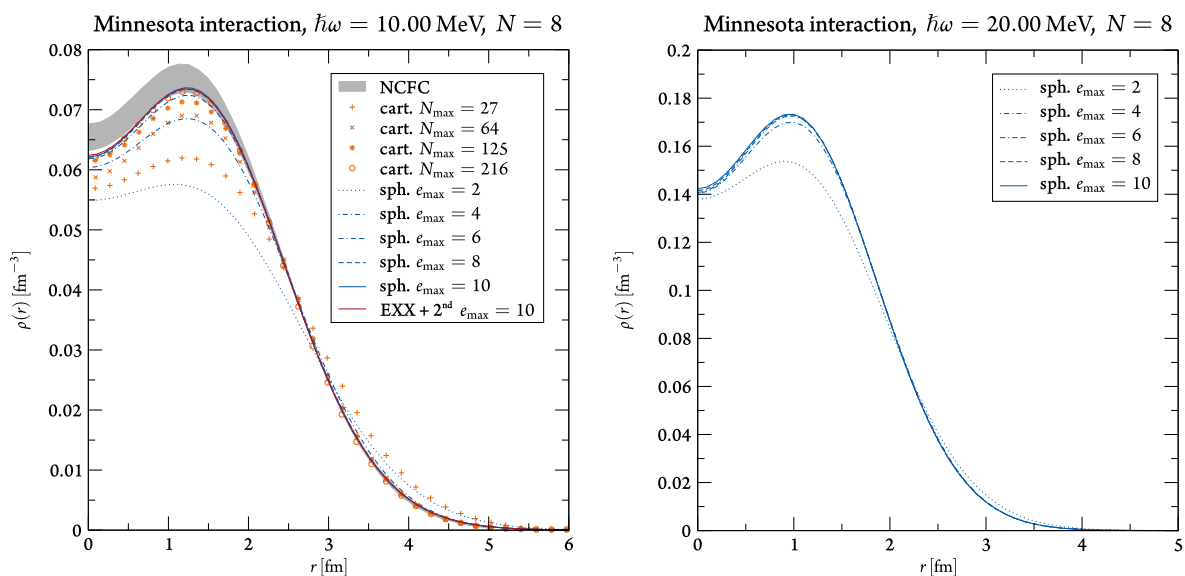 Minnesota interaction, ℏω = 10.00 MeV, N = 8
0.08
0.07
0.06
0.05
0.04
0.03
0.02
0.01
0
ρ(r) [fm⁻³]
0 1 2 3 4 5 6
r [fm]
NCFC
cart. Nmax = 27
cart. Nmax = 64
cart. Nmax = 125
cart. Nmax = 216
sph. emax = 2
sph. emax = 4
sph. emax = 6
sph. emax = 8
sph. emax = 10
EXX + 2nd emax = 10
Minnesota interaction, ℏω = 20.00 MeV, N = 8
0.2
0.18
0.16
0.14
0.12
0.1
0.08
0.06
0.04
0.02
0
ρ(r) [fm⁻³]
0 1 2 3 4 5
r [fm]
sph. emax = 2
sph. emax = 4
sph. emax = 6
sph. emax = 8
sph. emax = 10